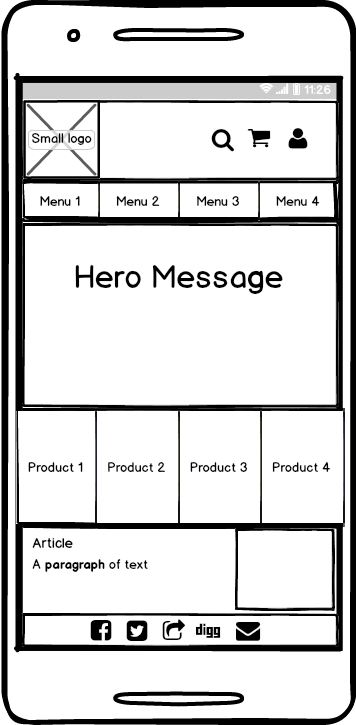 11:26
Small logo
Menu 1 Menu 2 Menu 3 Menu 4
Hero Message
Product 1 Product 2 Product 3 Product 4
Article
A paragraph of text
digg